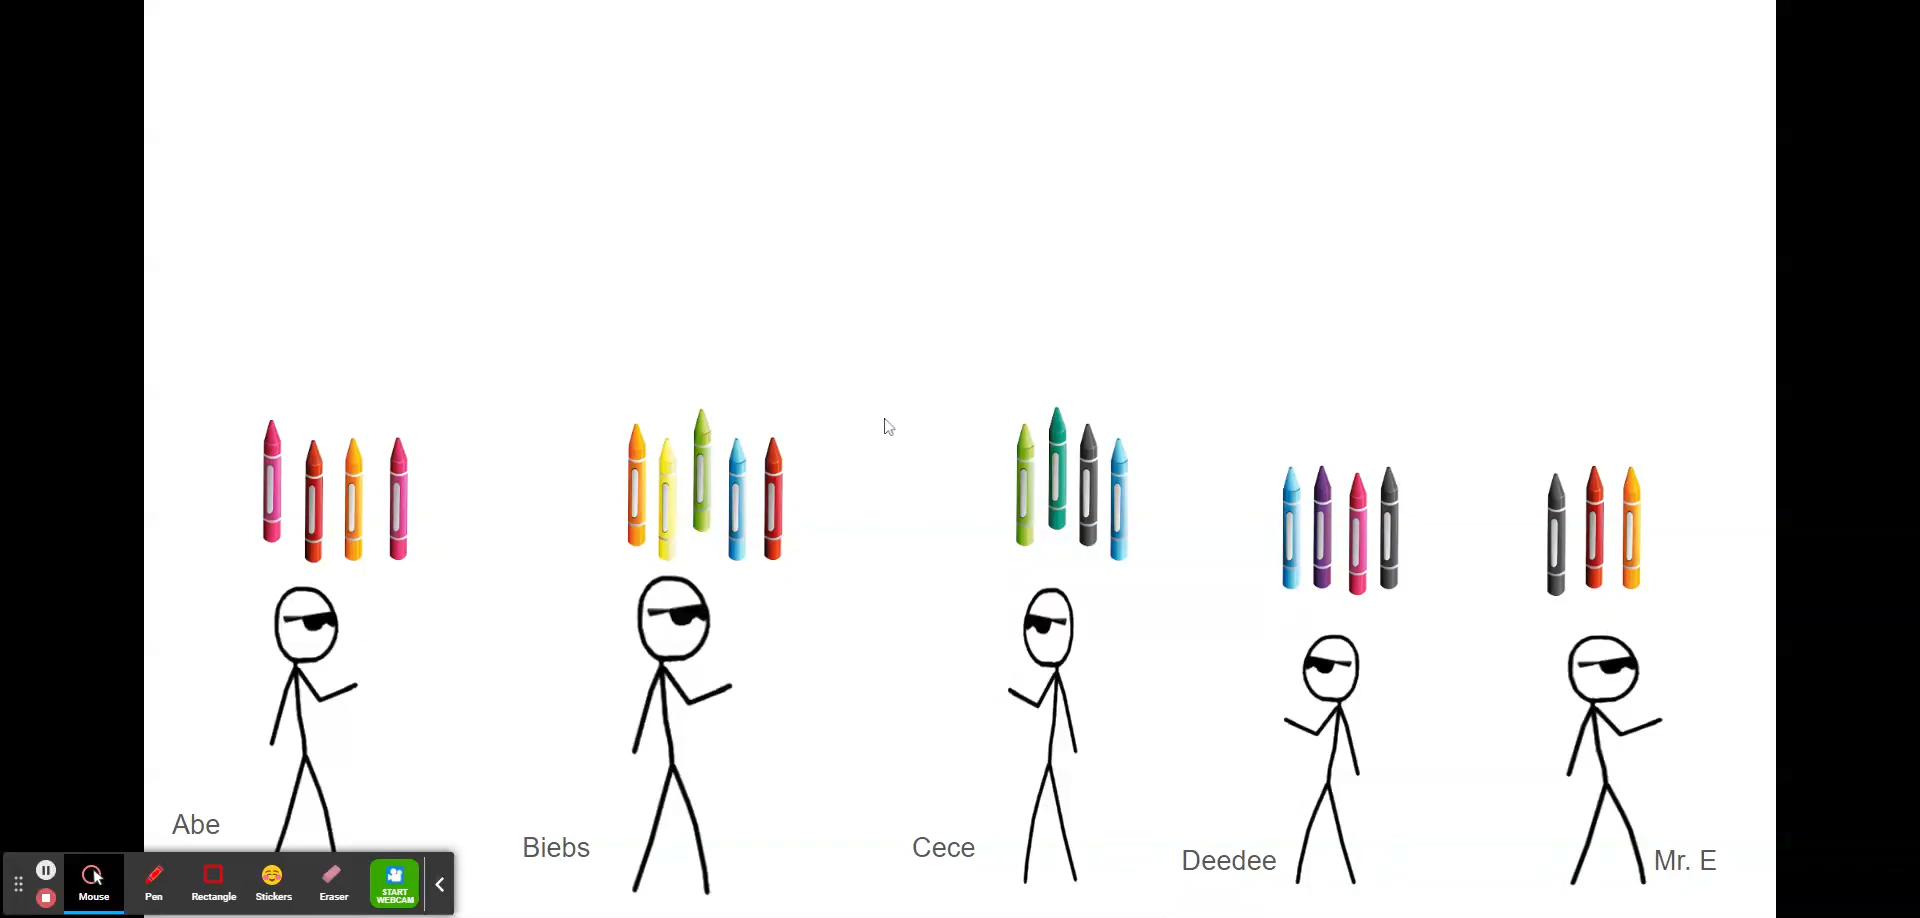 Abe
Biebs
Cece
Deedee
Mr. E
Mouse
Pen
Rectangle
Stickers
Eraser
START
WEBCAM